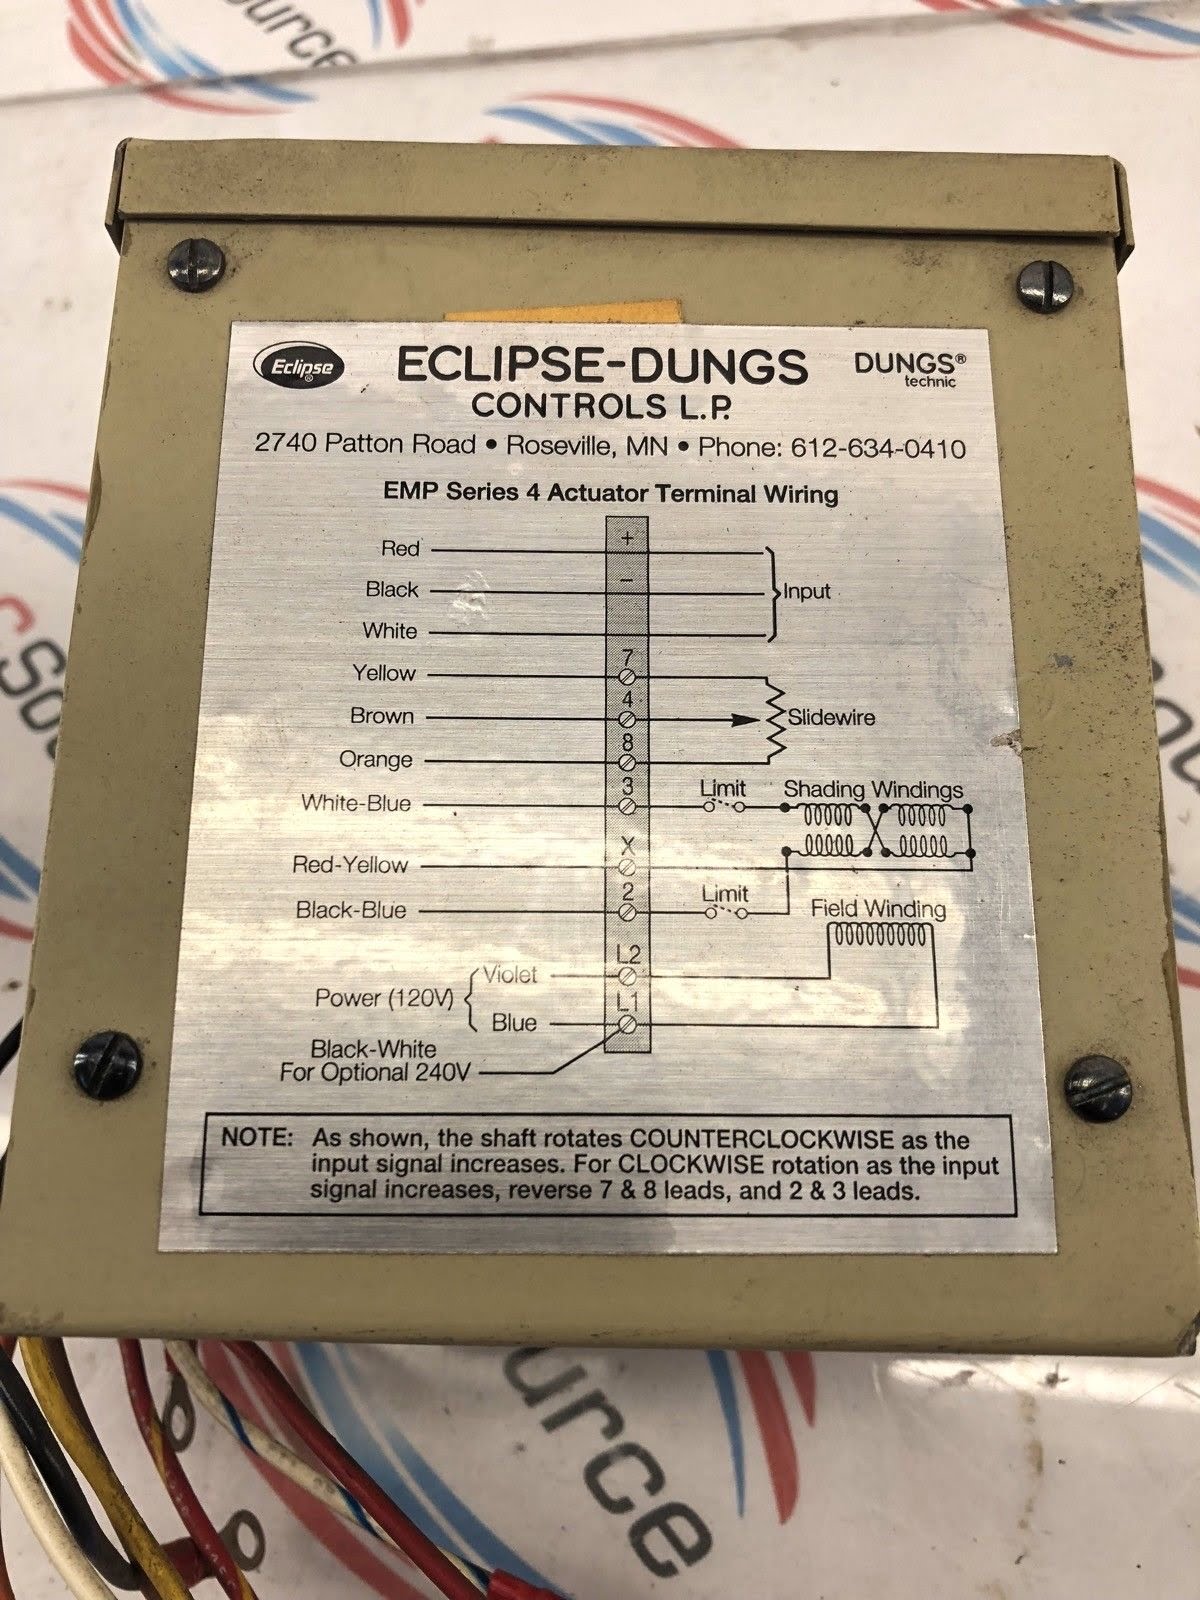 ource
Eclipse®
ECLIPSE-DUNGS
CONTROLS L.P.
DUNGS®
technic
2740 Patton Road • Roseville, MN • Phone: 612-634-0410
EMP Series 4 Actuator Terminal Wiring
+
Red
−
Black
Input
White
7
Yellow
4
Brown
Slidewire
8
Orange
3
White-Blue
Limit
Shading Windings
X
Red-Yellow
2
Black-Blue
Limit
Field Winding
L2
Violet
Power (120V)
L1
Blue
Black-White
For Optional 240V
NOTE: As shown, the shaft rotates COUNTERCLOCKWISE as the
input signal increases. For CLOCKWISE rotation as the input
signal increases, reverse 7 & 8 leads, and 2 & 3 leads.
csou
urce